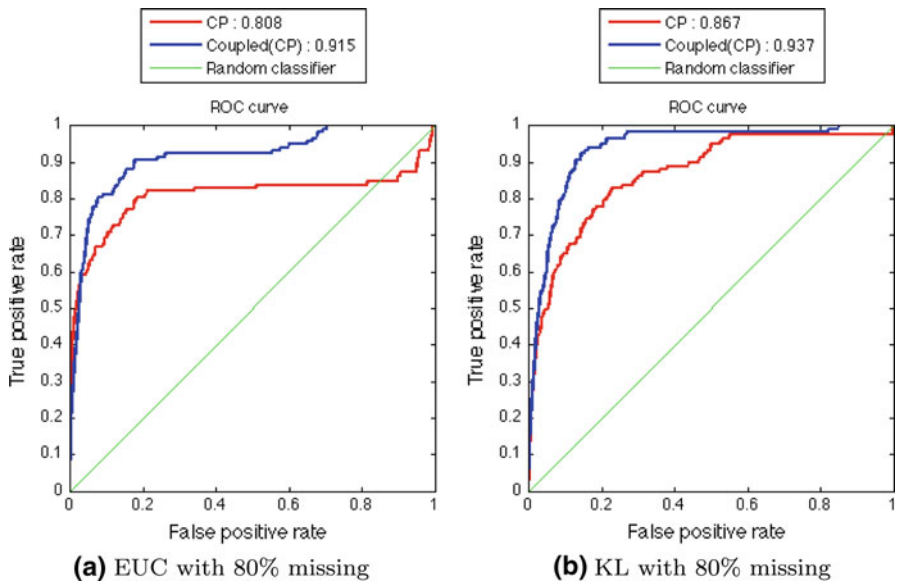 CP : 0.808
Coupled(CP) : 0.915
Random classifier
ROC curve
True positive rate
1
0.9
0.8
0.7
0.6
0.5
0.4
0.3
0.2
0.1
0
0
0.2
0.4
0.6
0.8
1
False positive rate
(a) EUC with 80% missing
CP : 0.867
Coupled(CP) : 0.937
Random classifier
ROC curve
True positive rate
1
0.9
0.8
0.7
0.6
0.5
0.4
0.3
0.2
0.1
0
0
0.2
0.4
0.6
0.8
1
False positive rate
(b) KL with 80% missing